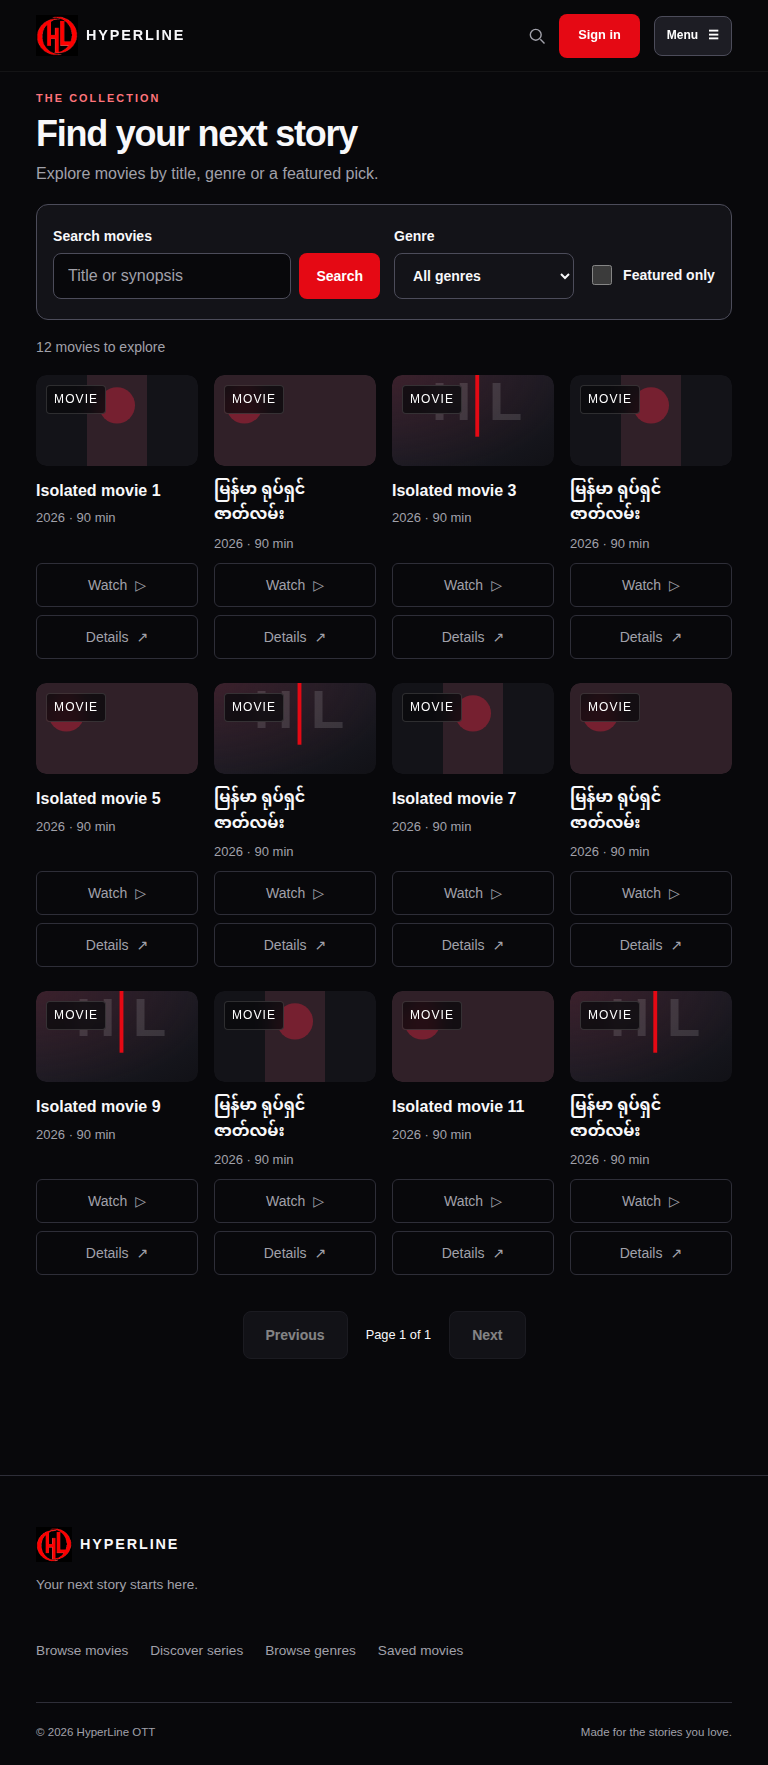 HYPERLINE
Sign in
Menu ☰
THE COLLECTION
Find your next story
Explore movies by title, genre or a featured pick.
Search movies
Genre
Title or synopsis
Search
All genres
Featured only
12 movies to explore
MOVIE
MOVIE
MOVIE
MOVIE
Isolated movie 1
2026 · 90 min
မြန်မာ ရုပ်ရှင်
ဇာတ်လမ်း
2026 · 90 min
Isolated movie 3
2026 · 90 min
မြန်မာ ရုပ်ရှင်
ဇာတ်လမ်း
2026 · 90 min
Watch ▷
Watch ▷
Watch ▷
Watch ▷
Details ↗
Details ↗
Details ↗
Details ↗
MOVIE
MOVIE
MOVIE
MOVIE
Isolated movie 5
2026 · 90 min
မြန်မာ ရုပ်ရှင်
ဇာတ်လမ်း
2026 · 90 min
Isolated movie 7
2026 · 90 min
မြန်မာ ရုပ်ရှင်
ဇာတ်လမ်း
2026 · 90 min
Watch ▷
Watch ▷
Watch ▷
Watch ▷
Details ↗
Details ↗
Details ↗
Details ↗
MOVIE
MOVIE
MOVIE
MOVIE
Isolated movie 9
2026 · 90 min
မြန်မာ ရုပ်ရှင်
ဇာတ်လမ်း
2026 · 90 min
Isolated movie 11
2026 · 90 min
မြန်မာ ရုပ်ရှင်
ဇာတ်လမ်း
2026 · 90 min
Watch ▷
Watch ▷
Watch ▷
Watch ▷
Details ↗
Details ↗
Details ↗
Details ↗
Previous
Page 1 of 1
Next
HYPERLINE
Your next story starts here.
Browse movies
Discover series
Browse genres
Saved movies
© 2026 HyperLine OTT
Made for the stories you love.